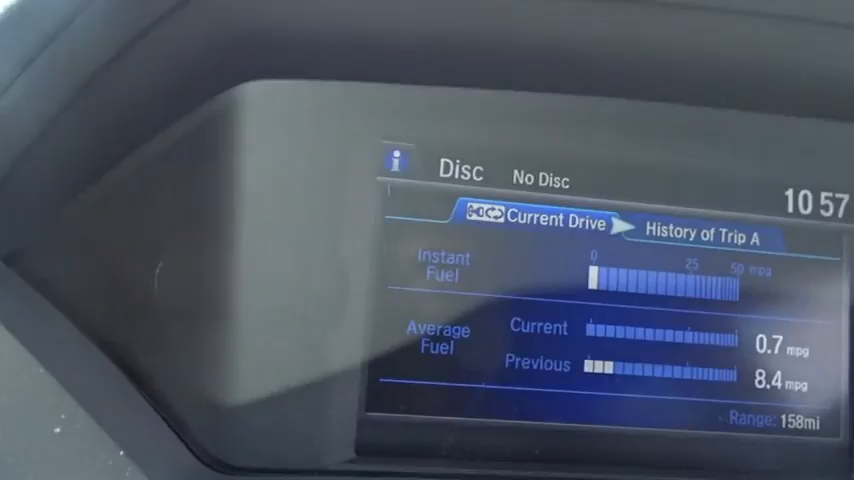 i Disc No Disc 10 57
Current Drive History of Trip A
0 25 50 mpg
Instant
Fuel
Average
Fuel
Current 0.7 mpg
Previous 8.4 mpg
Range: 158mi